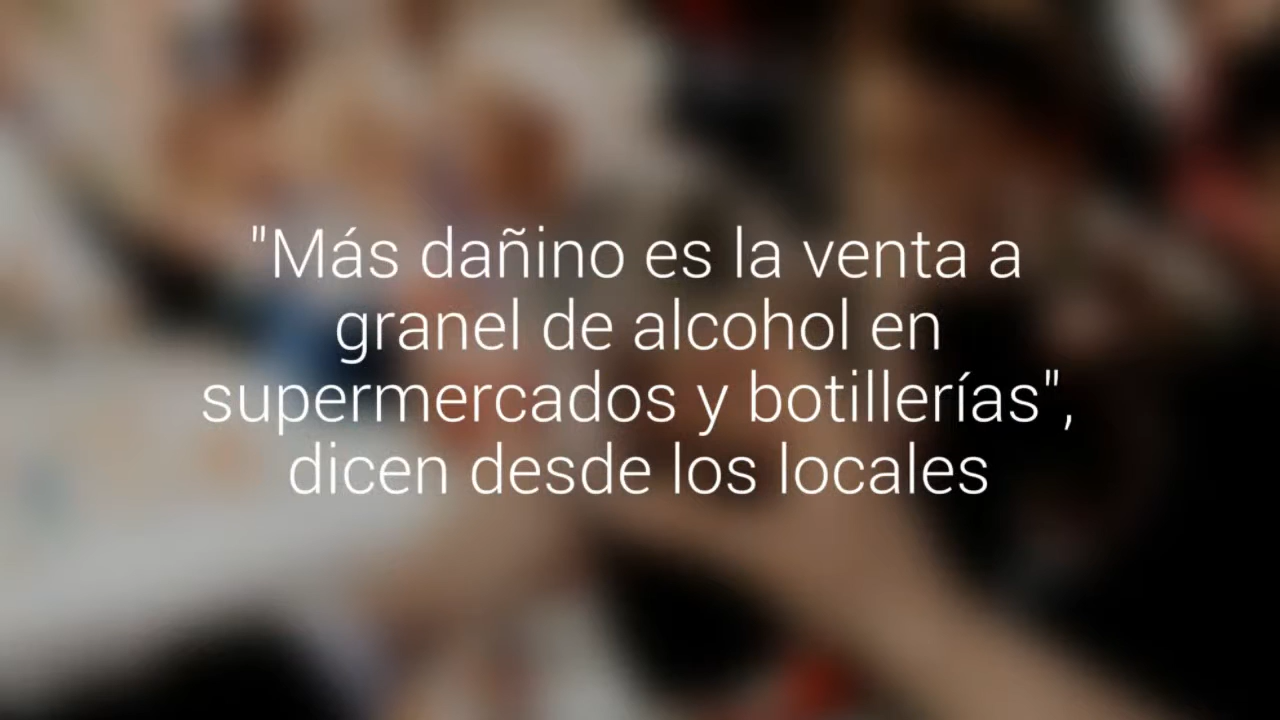 "Más dañino es la venta a
granel de alcohol en
supermercados y botillerías",
dicen desde los locales